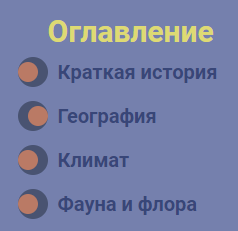 Оглавление
Краткая история
География
Климат
Фауна и флора